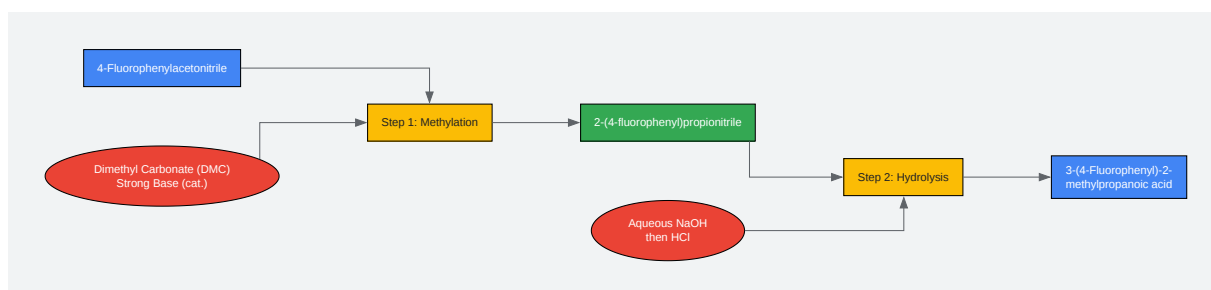 4-Fluorophenylacetonitrile
Dimethyl Carbonate (DMC)
Strong Base (cat.)
Step 1: Methylation
2-(4-fluorophenyl)propionitrile
Aqueous NaOH
then HCl
Step 2: Hydrolysis
3-(4-Fluorophenyl)-2-
methylpropanoic acid